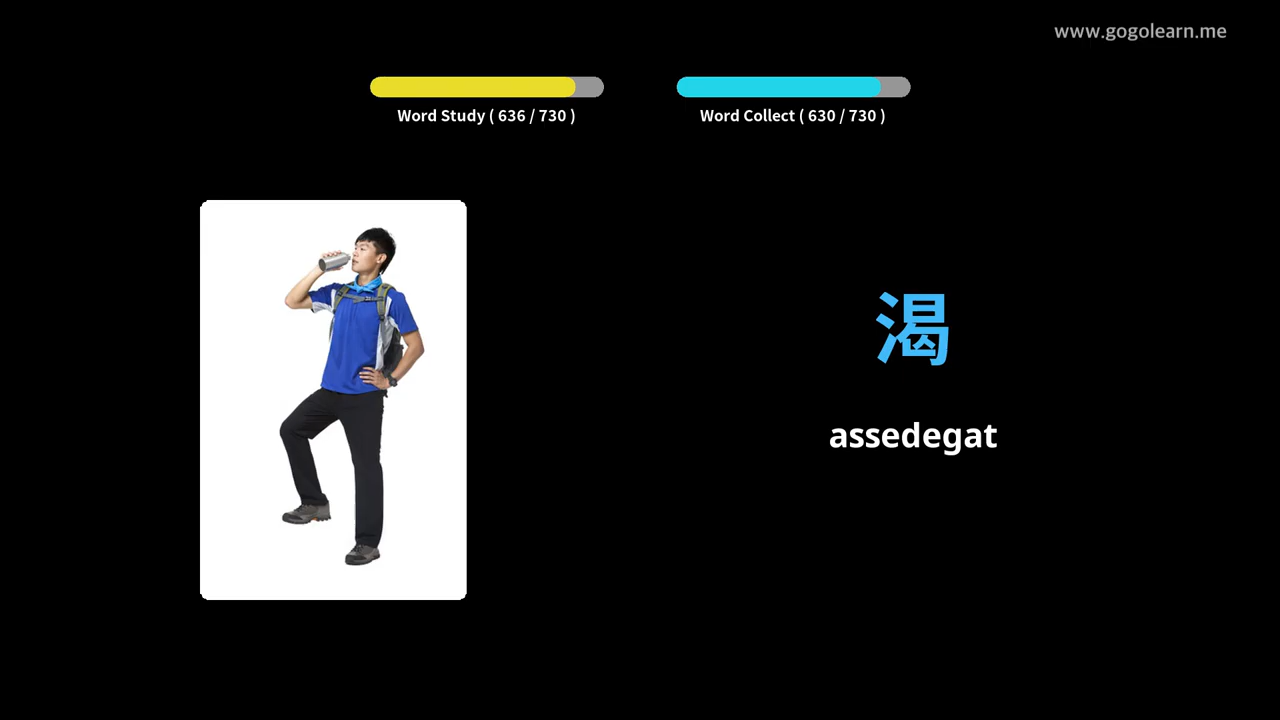 www.gogolearn.me
Word Study ( 636 / 730 )
Word Collect ( 630 / 730 )
渴
assedegat